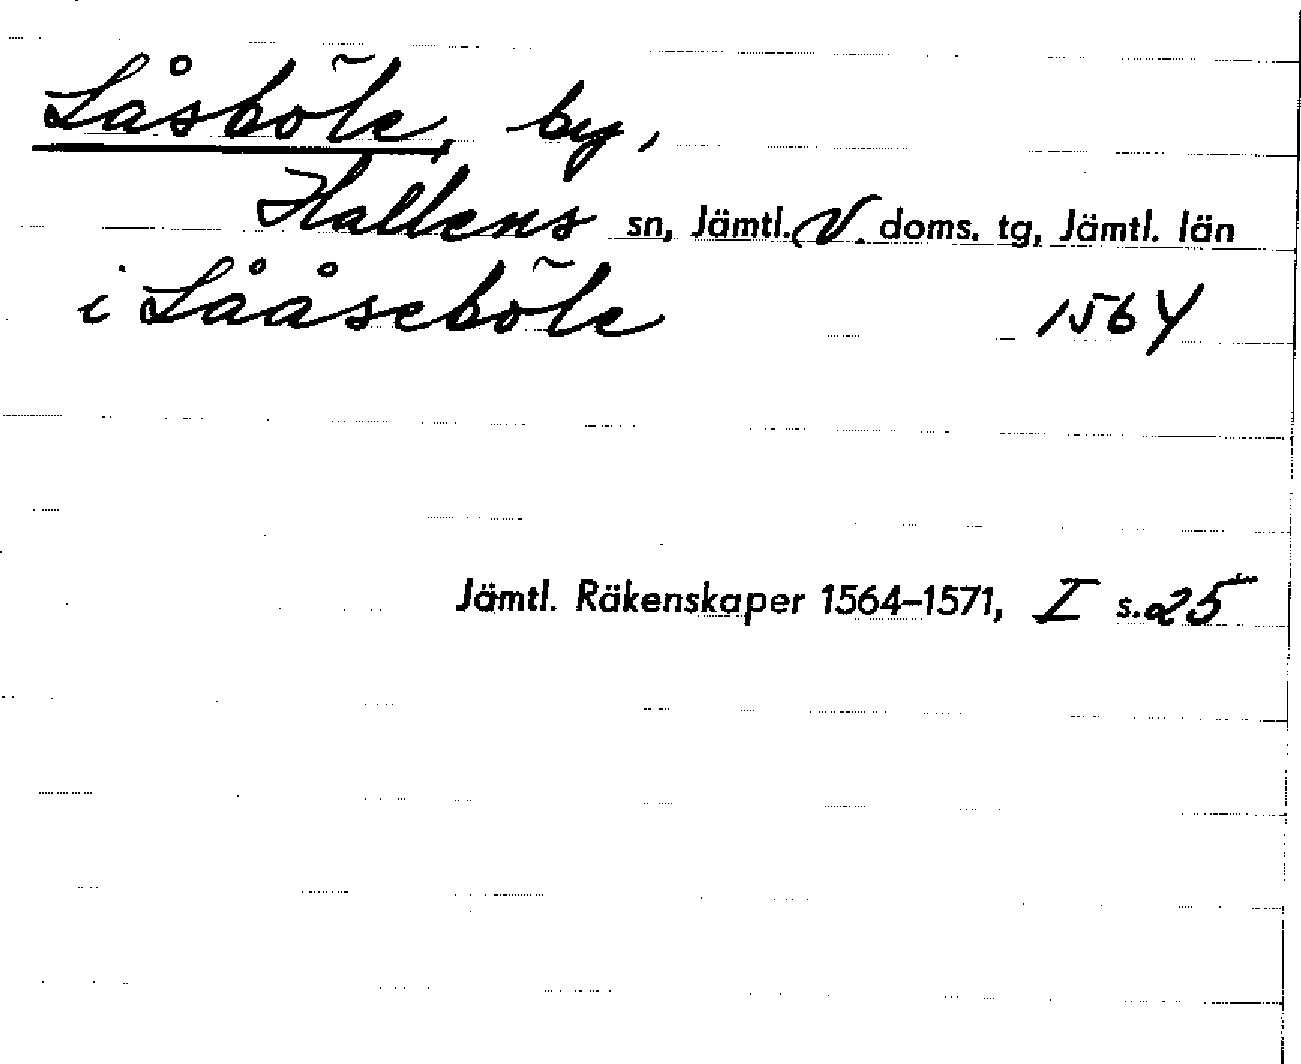 Låsböle, by,
Hallens sn, Jämtl. V. doms. tg, Jämtl. län
i Lååseböle 1564
Jämtl. Räkenskaper 1564–1571, I s. 25